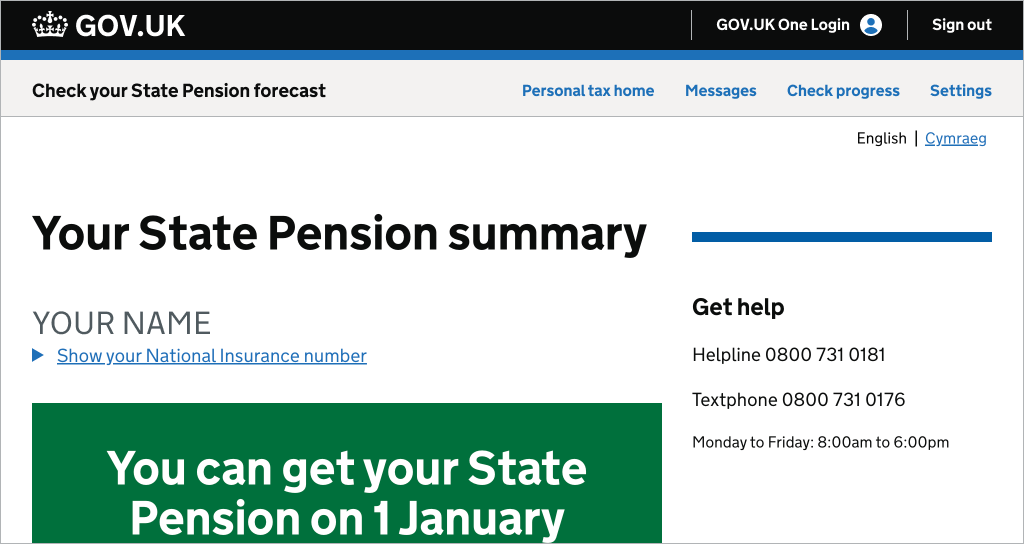 GOV.UK
GOV.UK One Login
Sign out
Check your State Pension forecast
Personal tax home
Messages
Check progress
Settings
English | Cymraeg
Your State Pension summary
YOUR NAME
Show your National Insurance number
You can get your State
Pension on 1 January
Get help
Helpline 0800 731 0181
Textphone 0800 731 0176
Monday to Friday: 8:00am to 6:00pm